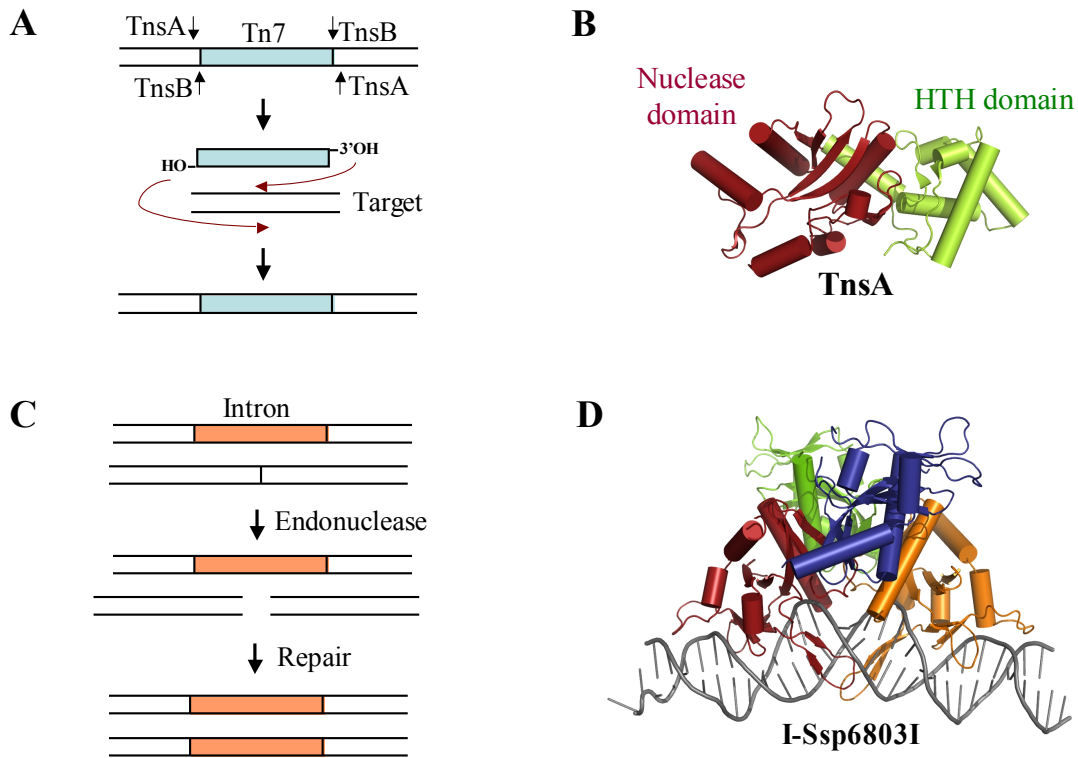 A
TnsA
Tn7
TnsB
TnsB
TnsA
HO
3'OH
Target
B
Nuclease
domain
HTH domain
TnsA
C
Intron
Endonuclease
Repair
D
I-Ssp6803I